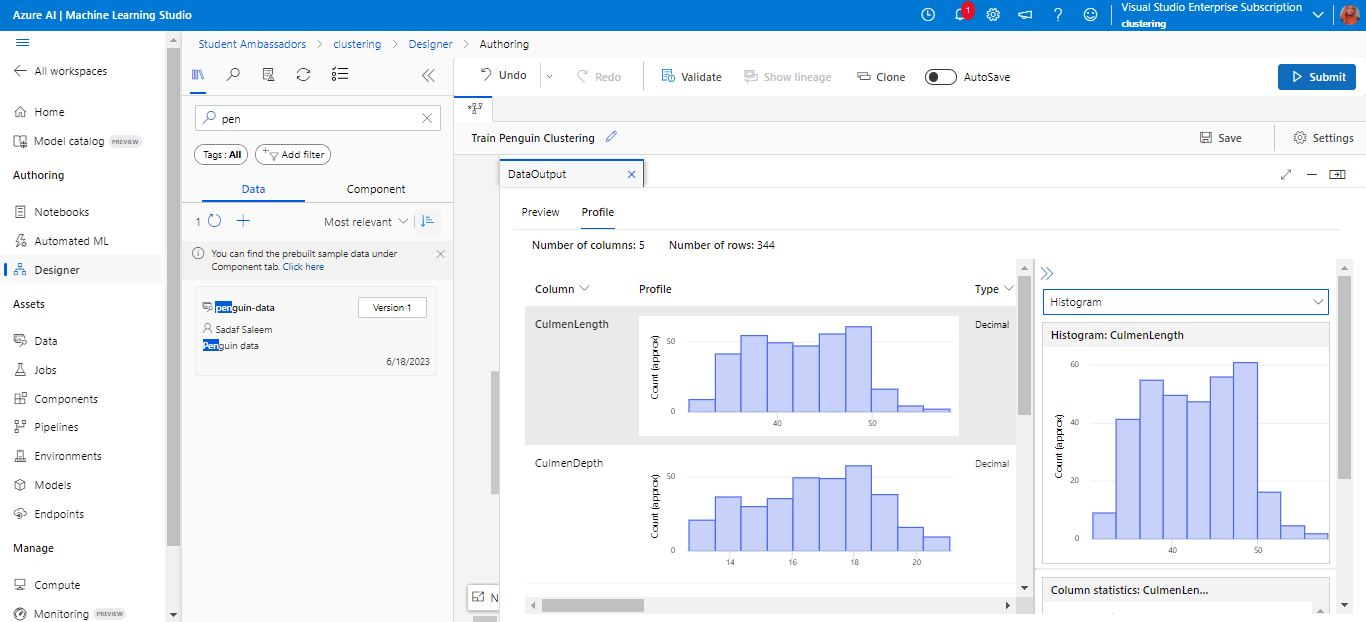 Azure AI | Machine Learning Studio
1
Visual Studio Enterprise Subscription
clustering
All workspaces
Home
Model catalog PREVIEW
Authoring
Notebooks
Automated ML
Designer
Assets
Data
Jobs
Components
Pipelines
Environments
Models
Endpoints
Manage
Compute
Monitoring PREVIEW
Student Ambassadors > clustering > Designer > Authoring
pen
Tags : All
Add filter
Data
Component
1
Most relevant
You can find the prebuilt sample data under
Component tab. Click here
penguin-data
Version 1
Sadaf Saleem
Penguin data
6/18/2023
Undo
Redo
Validate
Show lineage
Clone
AutoSave
Submit
Train Penguin Clustering
Save
Settings
DataOutput
Preview
Profile
Number of columns: 5
Number of rows: 344
Column
Profile
Type
CulmenLength
Decimal
Count (approx)
50
0
40
50
CulmenDepth
Decimal
Count (approx)
50
0
14
16
18
20
N
Histogram
Histogram: CulmenLength
Count (approx)
60
40
20
0
40
50
Column statistics: CulmenLen...